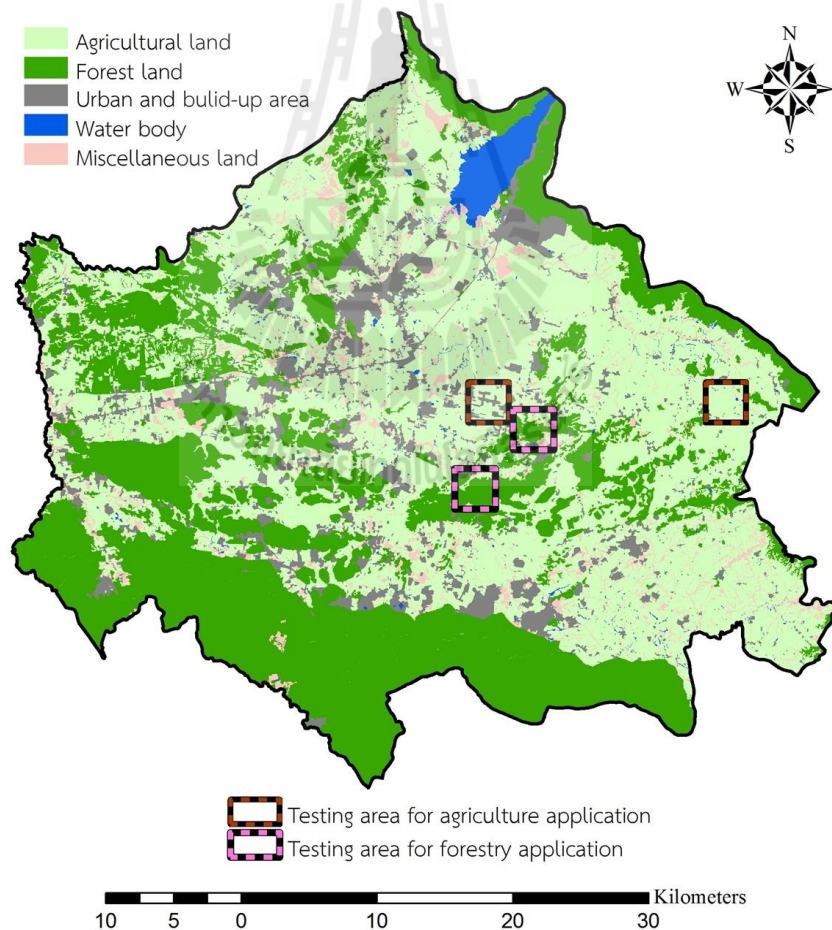 Agricultural land
Forest land
Urban and bulid-up area
Water body
Miscellaneous land
N
W
E
S
Testing area for agriculture application
Testing area for forestry application
Kilometers
10 5 0 10 20 30